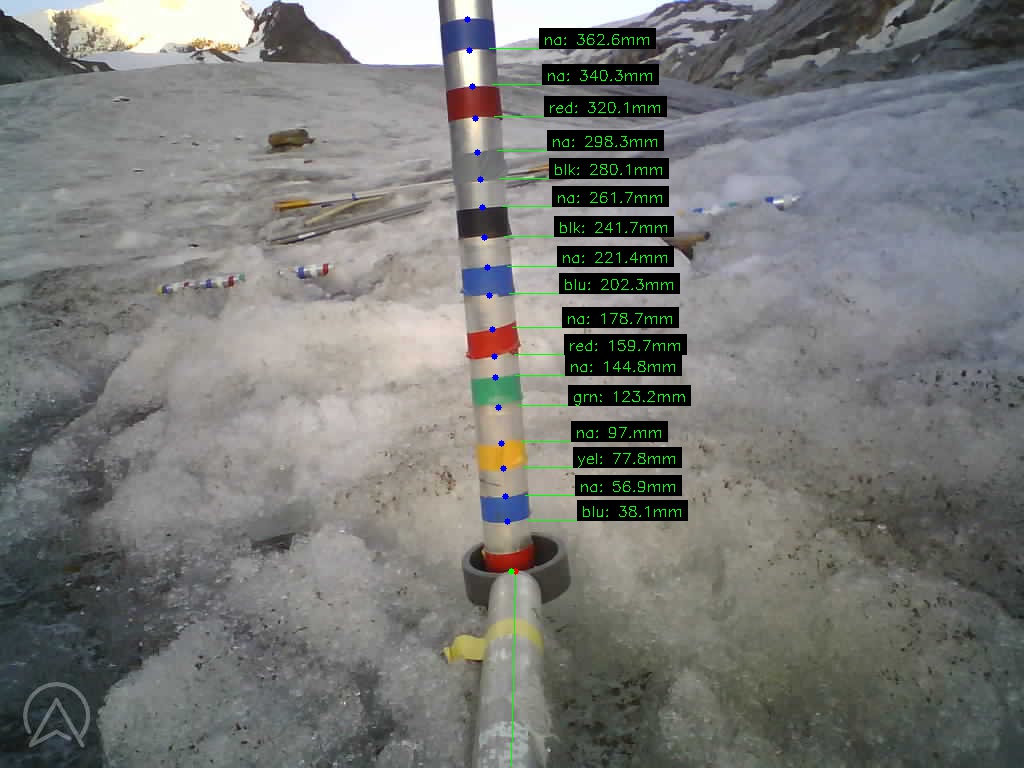 na: 362.6mm
na: 340.3mm
red: 320.1mm
na: 298.3mm
blk: 280.1mm
na: 261.7mm
blk: 241.7mm
na: 221.4mm
blu: 202.3mm
na: 178.7mm
red: 159.7mm
na: 144.8mm
grn: 123.2mm
na: 97.mm
yel: 77.8mm
na: 56.9mm
blu: 38.1mm